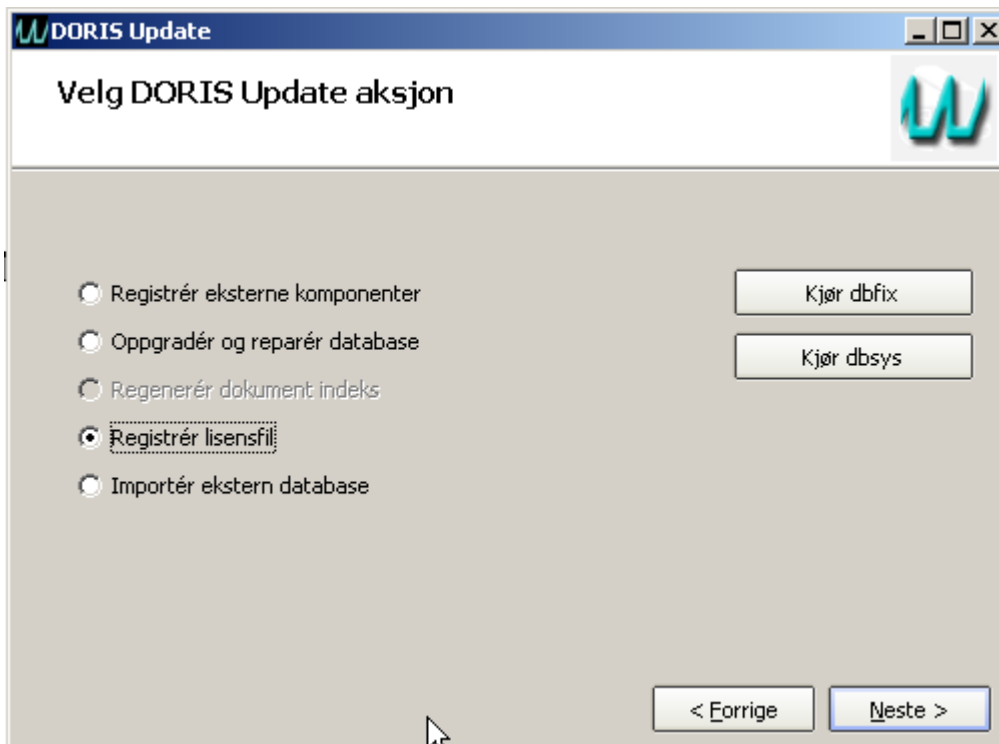 DORIS Update
Velg DORIS Update aksjon
Registrér eksterne komponenter
Kjør dbfix
Oppgradér og reparér database
Kjør dbsys
Regenerér dokument indeks
Registrér lisensfil
Importér ekstern database
< Forrige
Neste >